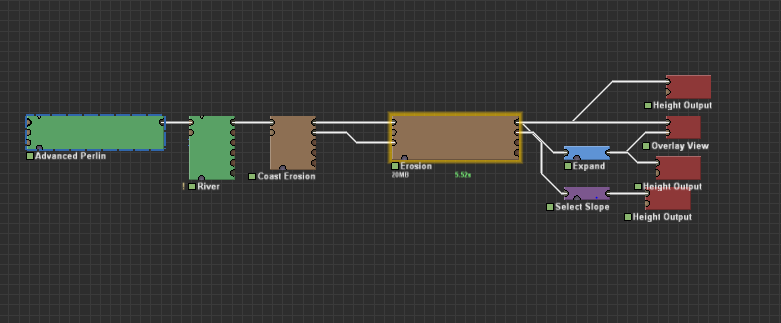 Height Output
Overlay View
Advanced Perlin
Erosion
Expand
Coast Erosion
20MB
5.52s
! River
Height Output
Select Slope
Height Output